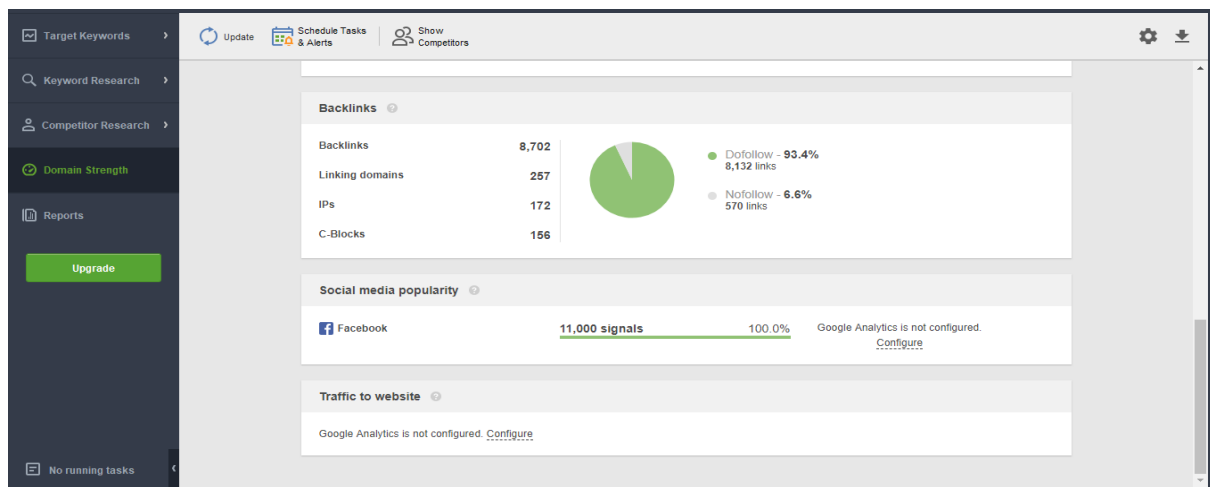 Target Keywords
Keyword Research
Competitor Research
Domain Strength
Reports
Upgrade
No running tasks
Update
Schedule Tasks
& Alerts
Show
Competitors
Backlinks ?
Backlinks 8,702
Linking domains 257
IPs 172
C-Blocks 156
Dofollow - 93.4%
8,132 links
Nofollow - 6.6%
570 links
Social media popularity ?
f Facebook 11,000 signals 100.0% Google Analytics is not configured.
Configure
Traffic to website ?
Google Analytics is not configured. Configure